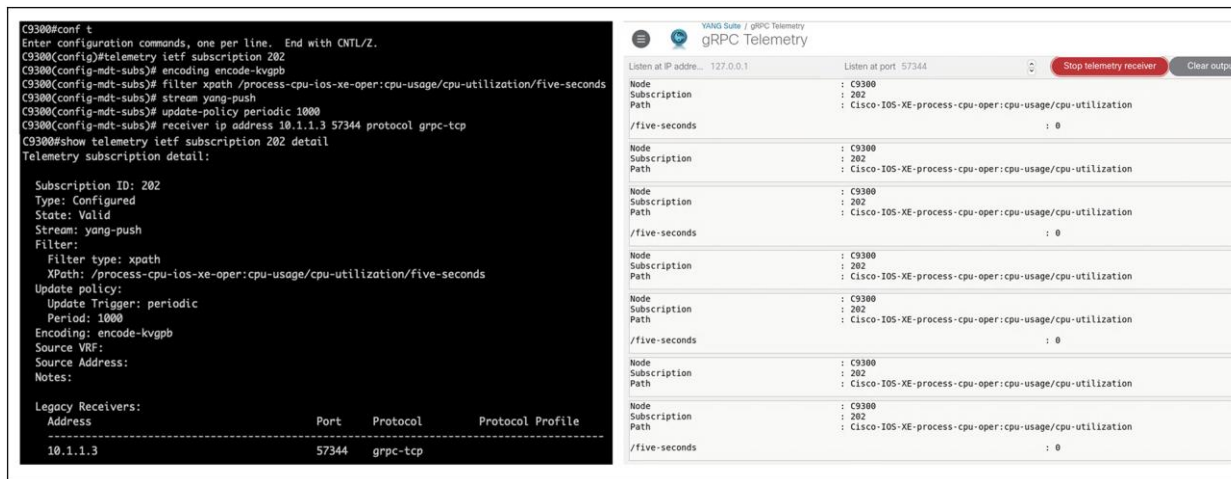 C9300#conf t
Enter configuration commands, one per line.  End with CNTL/Z.
C9300(config)#telemetry ietf subscription 202
C9300(config-mdt-subs)# encoding encode-kvgpb
C9300(config-mdt-subs)# filter xpath /process-cpu-ios-xe-oper:cpu-usage/cpu-utilization/five-seconds
C9300(config-mdt-subs)# stream yang-push
C9300(config-mdt-subs)# update-policy periodic 1000
C9300(config-mdt-subs)# receiver ip address 10.1.1.3 57344 protocol grpc-tcp
C9300#show telemetry ietf subscription 202 detail
Telemetry subscription detail:
Subscription ID: 202
Type: Configured
State: Valid
Stream: yang-push
Filter:
Filter type: xpath
XPath: /process-cpu-ios-xe-oper:cpu-usage/cpu-utilization/five-seconds
Update policy:
Update Trigger: periodic
Period: 1000
Encoding: encode-kvgpb
Source VRF:
Source Address:
Notes:
Legacy Receivers:
Address Port Protocol Protocol Profile
10.1.1.3 57344 grpc-tcp
YANG Suite / gRPC Telemetry
gRPC Telemetry
Listen at IP addre... 127.0.0.1 Listen at port 57344 Stop telemetry receiver Clear outpu
Node : C9300
Subscription : 202
Path : Cisco-IOS-XE-process-cpu-oper:cpu-usage/cpu-utilization
/five-seconds : 0
Node : C9300
Subscription : 202
Path : Cisco-IOS-XE-process-cpu-oper:cpu-usage/cpu-utilization
Node : C9300
Subscription : 202
Path : Cisco-IOS-XE-process-cpu-oper:cpu-usage/cpu-utilization
/five-seconds : 0
Node : C9300
Subscription : 202
Path : Cisco-IOS-XE-process-cpu-oper:cpu-usage/cpu-utilization
Node : C9300
Subscription : 202
Path : Cisco-IOS-XE-process-cpu-oper:cpu-usage/cpu-utilization
/five-seconds : 0
Node : C9300
Subscription : 202
Path : Cisco-IOS-XE-process-cpu-oper:cpu-usage/cpu-utilization
Node : C9300
Subscription : 202
Path : Cisco-IOS-XE-process-cpu-oper:cpu-usage/cpu-utilization
/five-seconds : 0